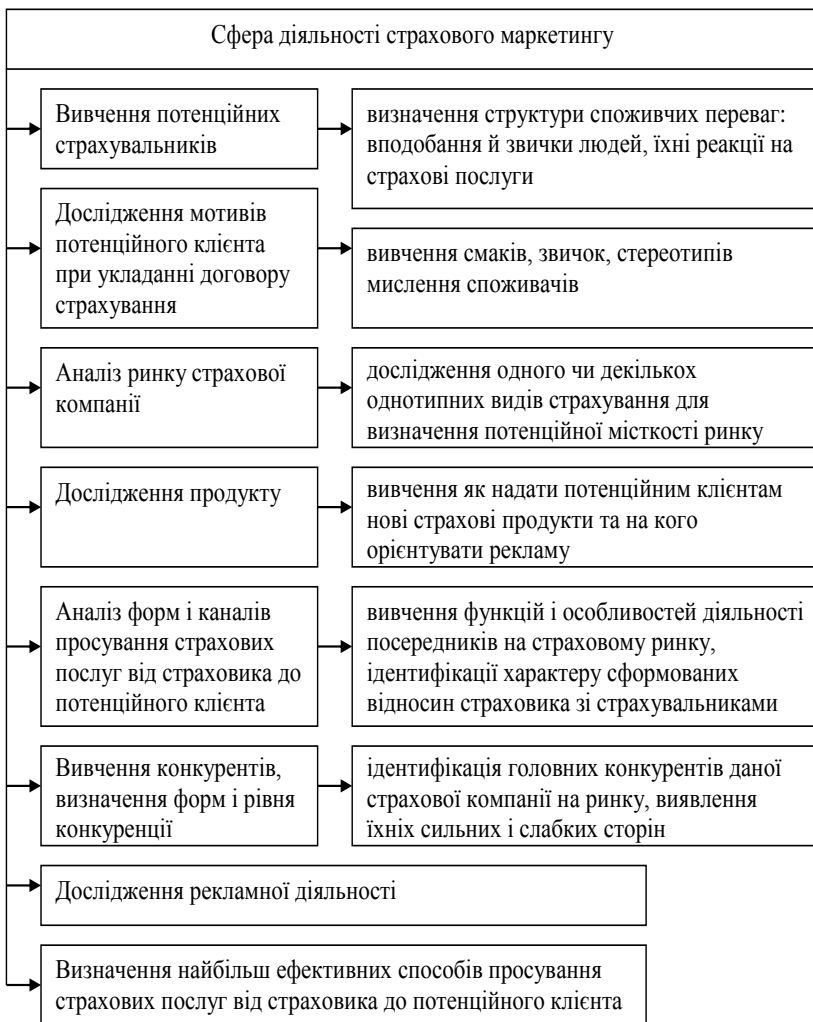 Сфера діяльності страхового маркетингу
Вивчення потенційних
страхувальників
визначення структури споживчих переваг:
вподобання й звички людей, їхні реакції на
страхові послуги
Дослідження мотивів
потенційного клієнта
при укладанні договору
страхування
вивчення смаків, звичок, стереотипів
мислення споживачів
Аналіз ринку страхової
компанії
дослідження одного чи декількох
однотипних видів страхування для
визначення потенційної місткості ринку
Дослідження продукту
вивчення як надати потенційним клієнтам
нові страхові продукти та на кого
орієнтувати рекламу
Аналіз форм і каналів
просування страхових
послуг від страховика до
потенційного клієнта
вивчення функцій і особливостей діяльності
посередників на страховому ринку,
ідентифікації характеру сформованих
відносин страховика зі страхувальниками
Вивчення конкурентів,
визначення форм і рівня
конкуренції
ідентифікація головних конкурентів даної
страхової компанії на ринку, виявлення
їхніх сильних і слабких сторін
Дослідження рекламної діяльності
Визначення найбільш ефективних способів просування
страхових послуг від страховика до потенційного клієнта